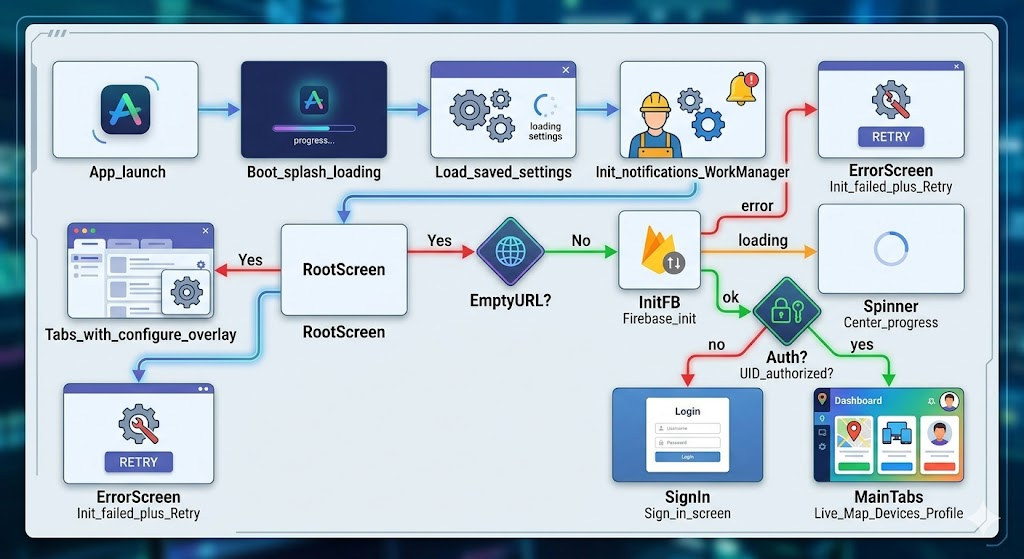 progress...
loading
settings
RETRY
App_launch
Boot_splash_loading
Load_saved_settings
Init_notifications_WorkManager
ErrorScreen
Init_failed_plus_Retry
error
Yes
RootScreen
Yes
No
loading
Tabs_with_configure_overlay
RootScreen
EmptyURL?
InitFB
Firebase_init
ok
Spinner
Center_progress
no
Auth?
UID_authorized?
yes
RETRY
ErrorScreen
Init_failed_plus_Retry
Login
Username
Password
Login
SignIn
Sign_in_screen
Dashboard
MainTabs
Live_Map_Devices_Profile